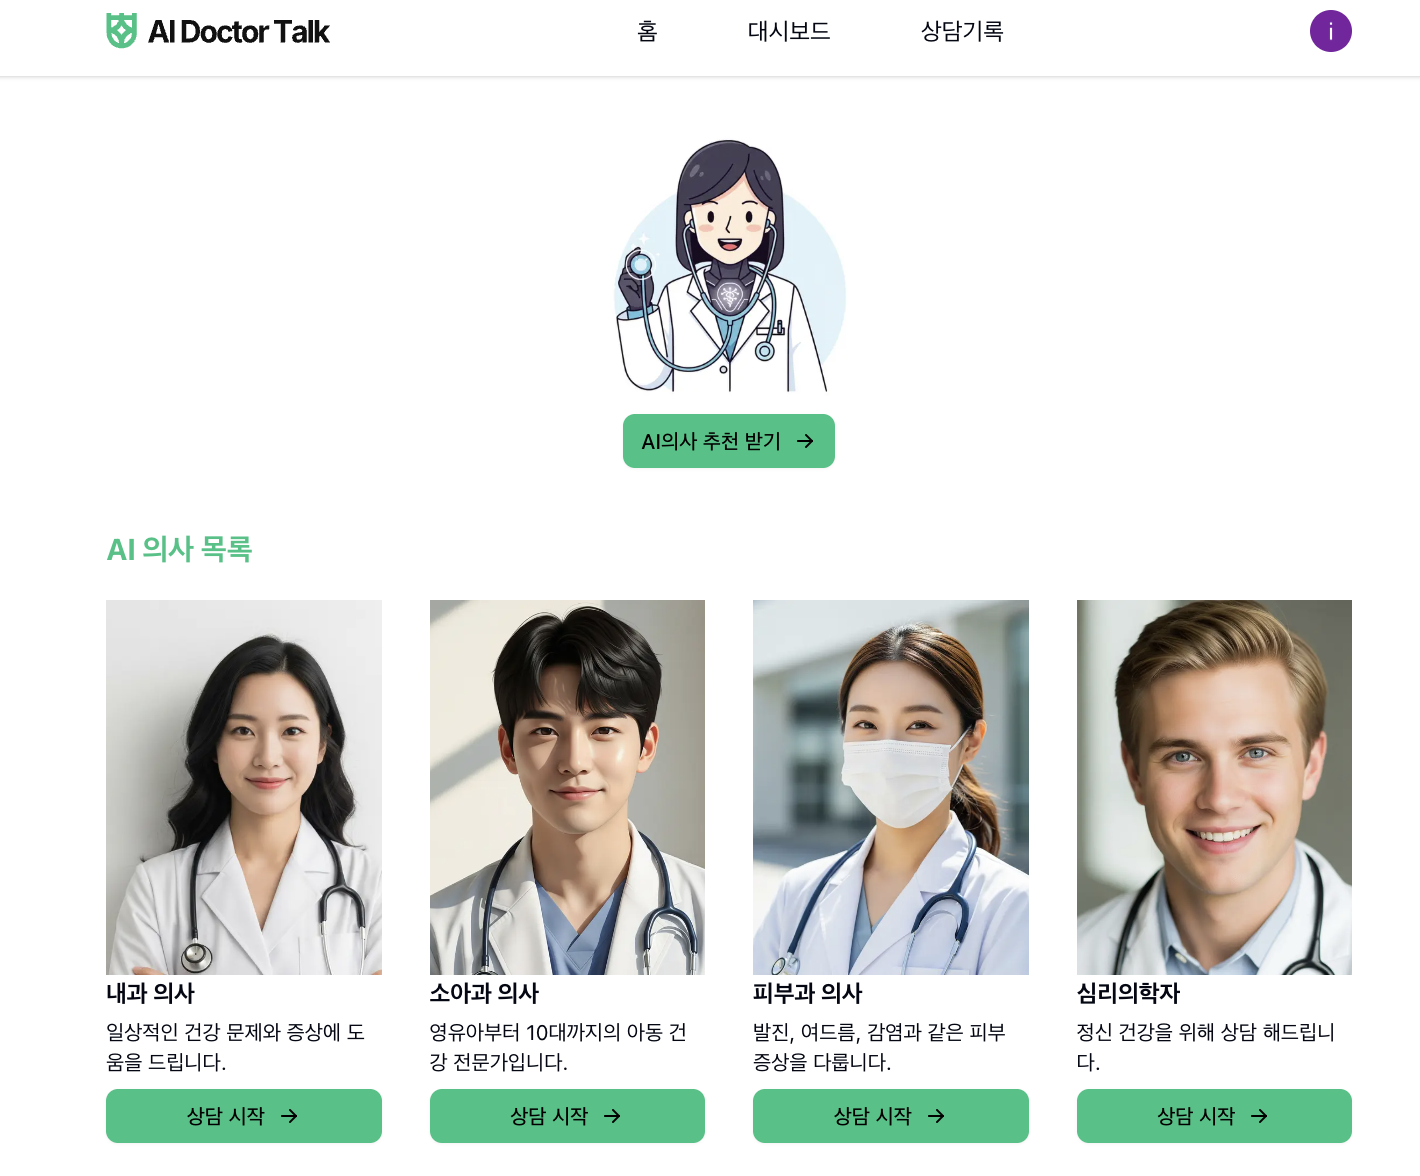 AI Doctor Talk
홈
대시보드
상담기록
i
AI의사 추천 받기
AI 의사 목록
내과 의사
일상적인 건강 문제와 증상에 도
움을 드립니다.
상담 시작
소아과 의사
영유아부터 10대까지의 아동 건
강 전문가입니다.
상담 시작
피부과 의사
발진, 여드름, 감염과 같은 피부
증상을 다룹니다.
상담 시작
심리의학자
정신 건강을 위해 상담 해드립니
다.
상담 시작